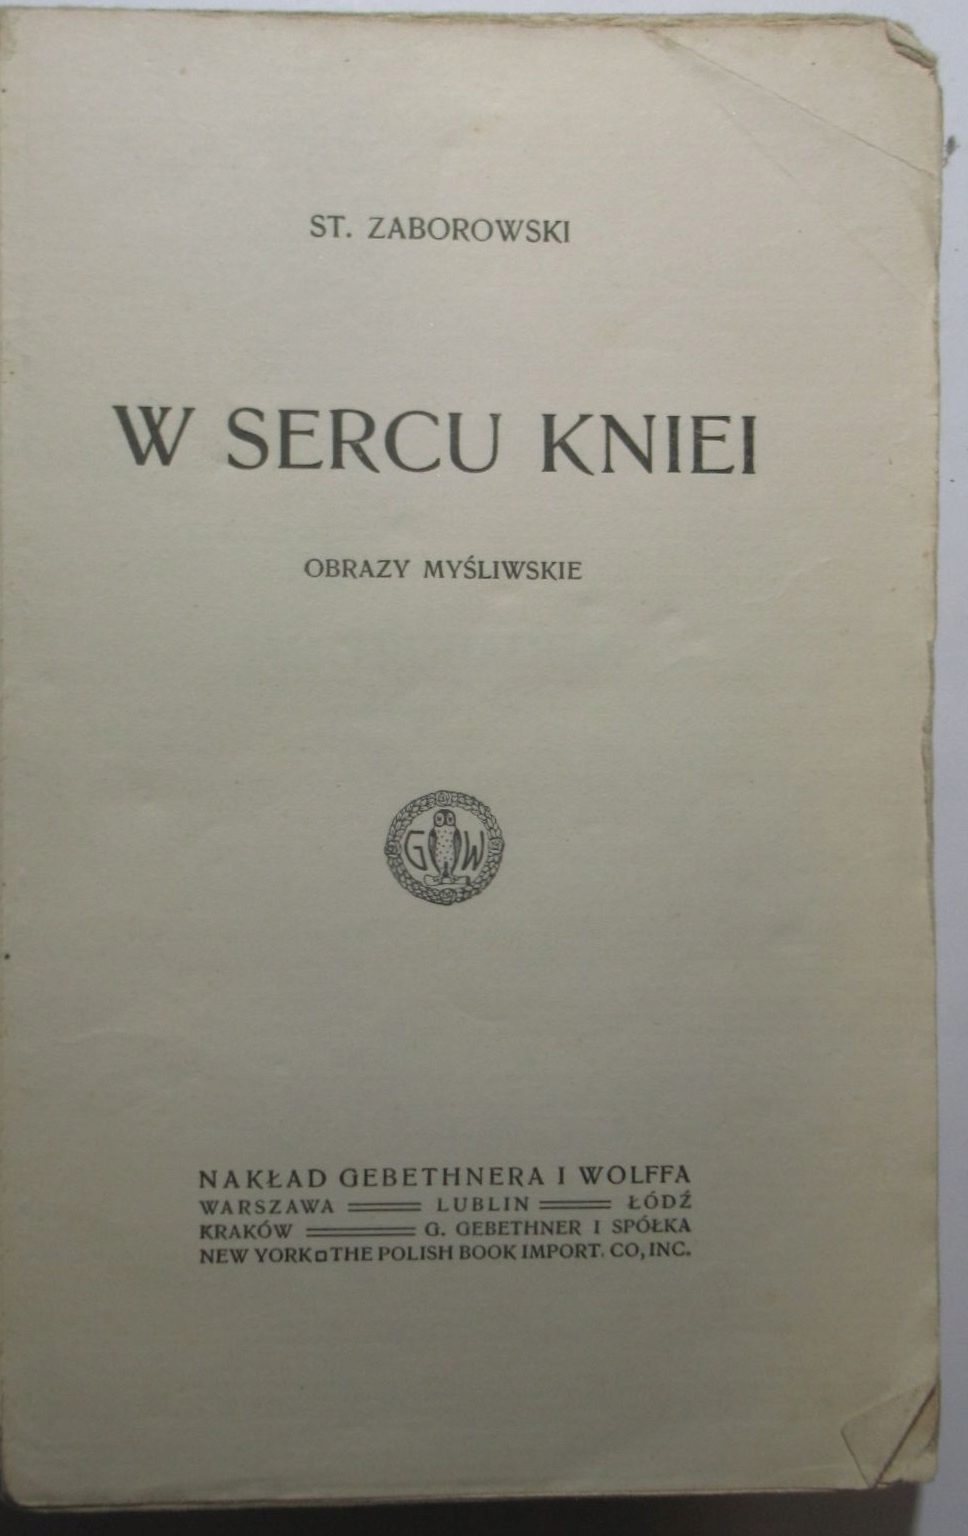 ST. ZABOROWSKI
W SERCU KNIEI
OBRAZY MYŚLIWSKIE
G W
NAKŁAD GEBETHNERA I WOLFFA
WARSZAWA LUBLIN ŁÓDŹ
KRAKÓW G. GEBETHNER I SPÓŁKA
NEW YORK THE POLISH BOOK IMPORT. CO, INC.